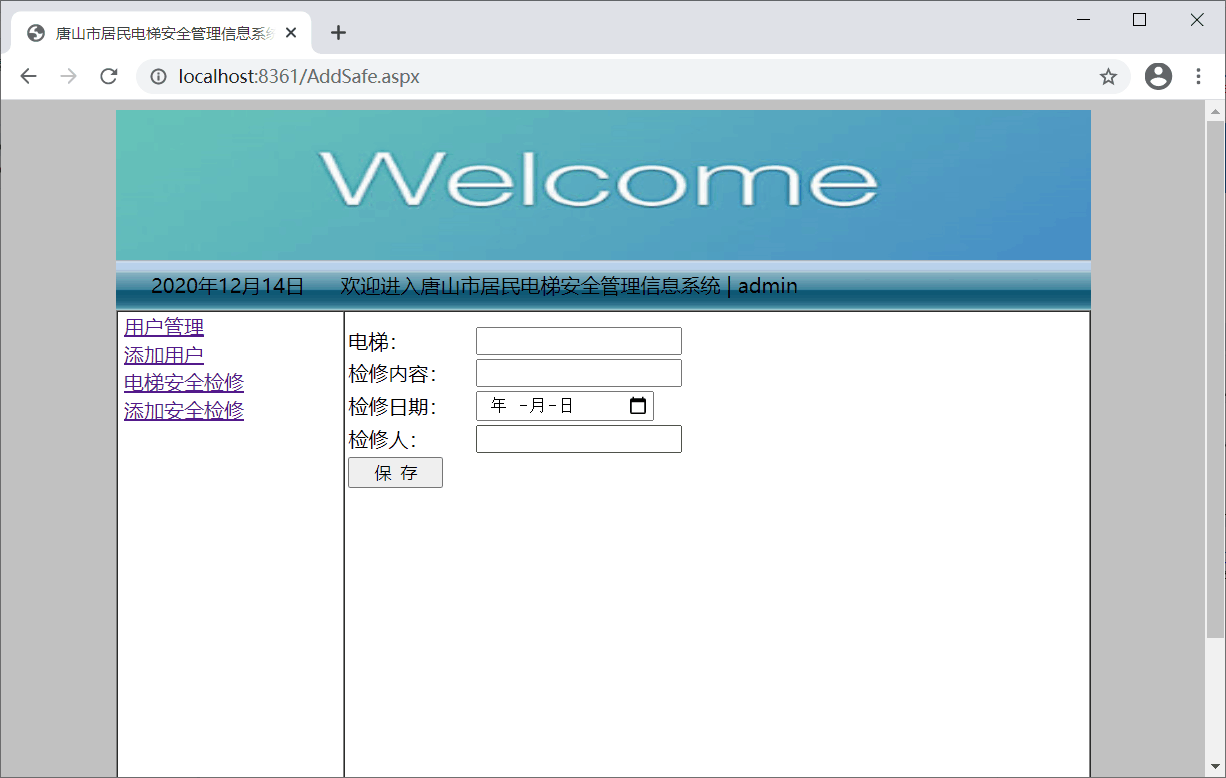 唐山市居民电梯安全管理信息系统
localhost:8361/AddSafe.aspx
Welcome
2020年12月14日 欢迎进入唐山市居民电梯安全管理信息系统 | admin
用户管理
添加用户
电梯安全检修
添加安全检修
电梯：
检修内容：
检修日期： 年 -月-日
检修人：
保 存